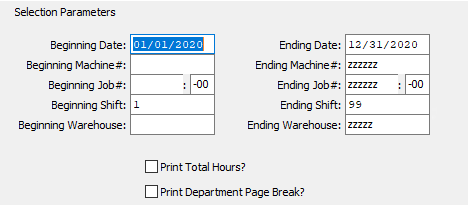 Selection Parameters
Beginning Date: 01/01/2020 Ending Date: 12/31/2020
Beginning Machine#: Ending Machine#: zzzzzz
Beginning Job#: : -00 Ending Job#: zzzzzz : -00
Beginning Shift: 1 Ending Shift: 99
Beginning Warehouse: Ending Warehouse: zzzzz
Print Total Hours?
Print Department Page Break?